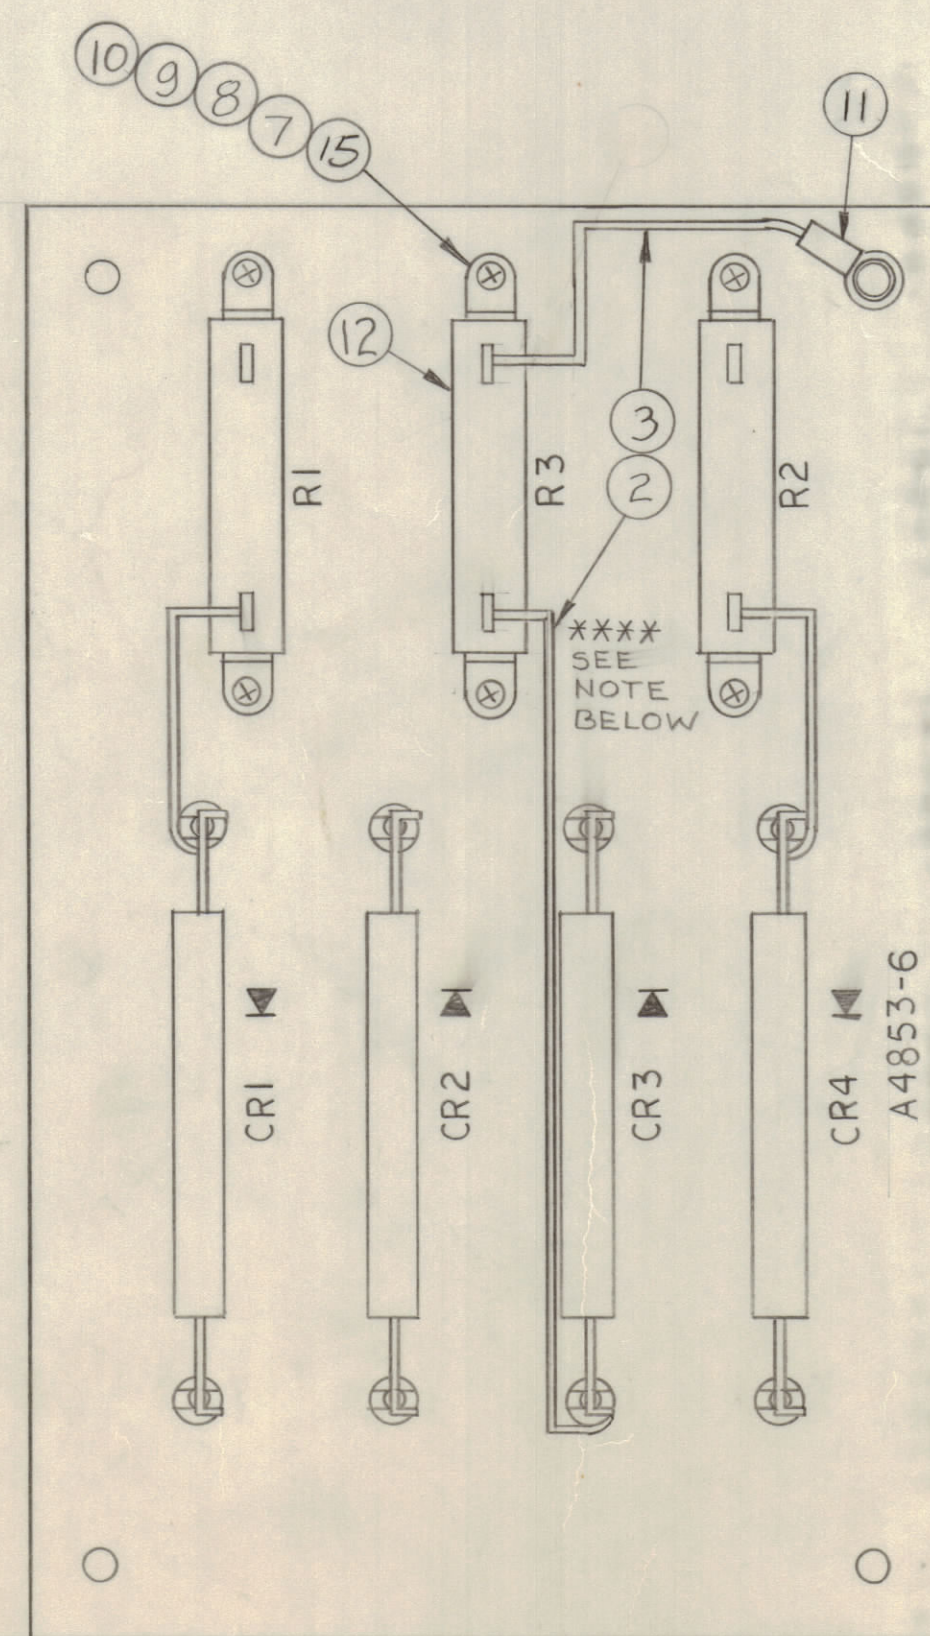 10 9 8 7 15
11
12
3
2
R1
R3
R2
****
SEE
NOTE
BELOW
CR1
CR2
CR3
CR4
A4853-6